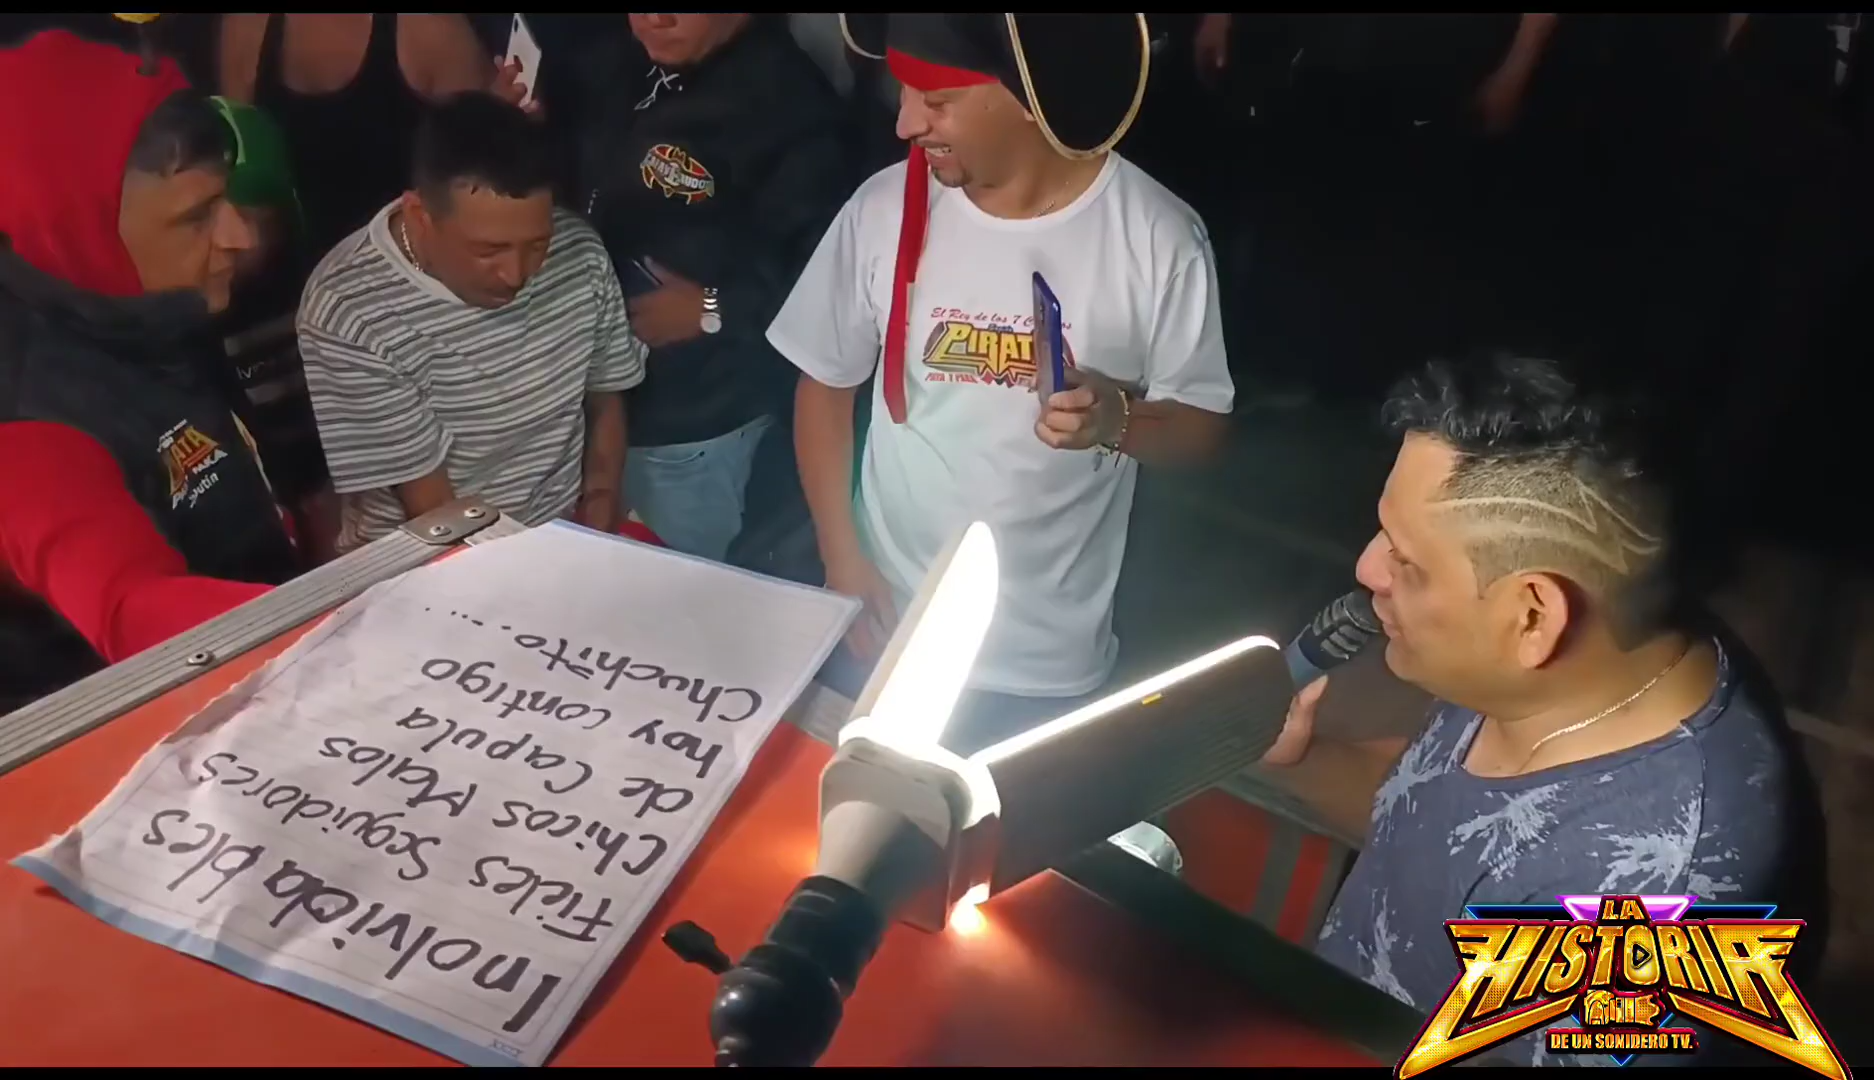 Inolvidables
Fieles Seguidores
Chicos Malos
de Capula
hoy contigo
Chuchito.....
El Rey de los 7
PIRATA
LA
HISTORIA
DE UN SONIDERO TV.